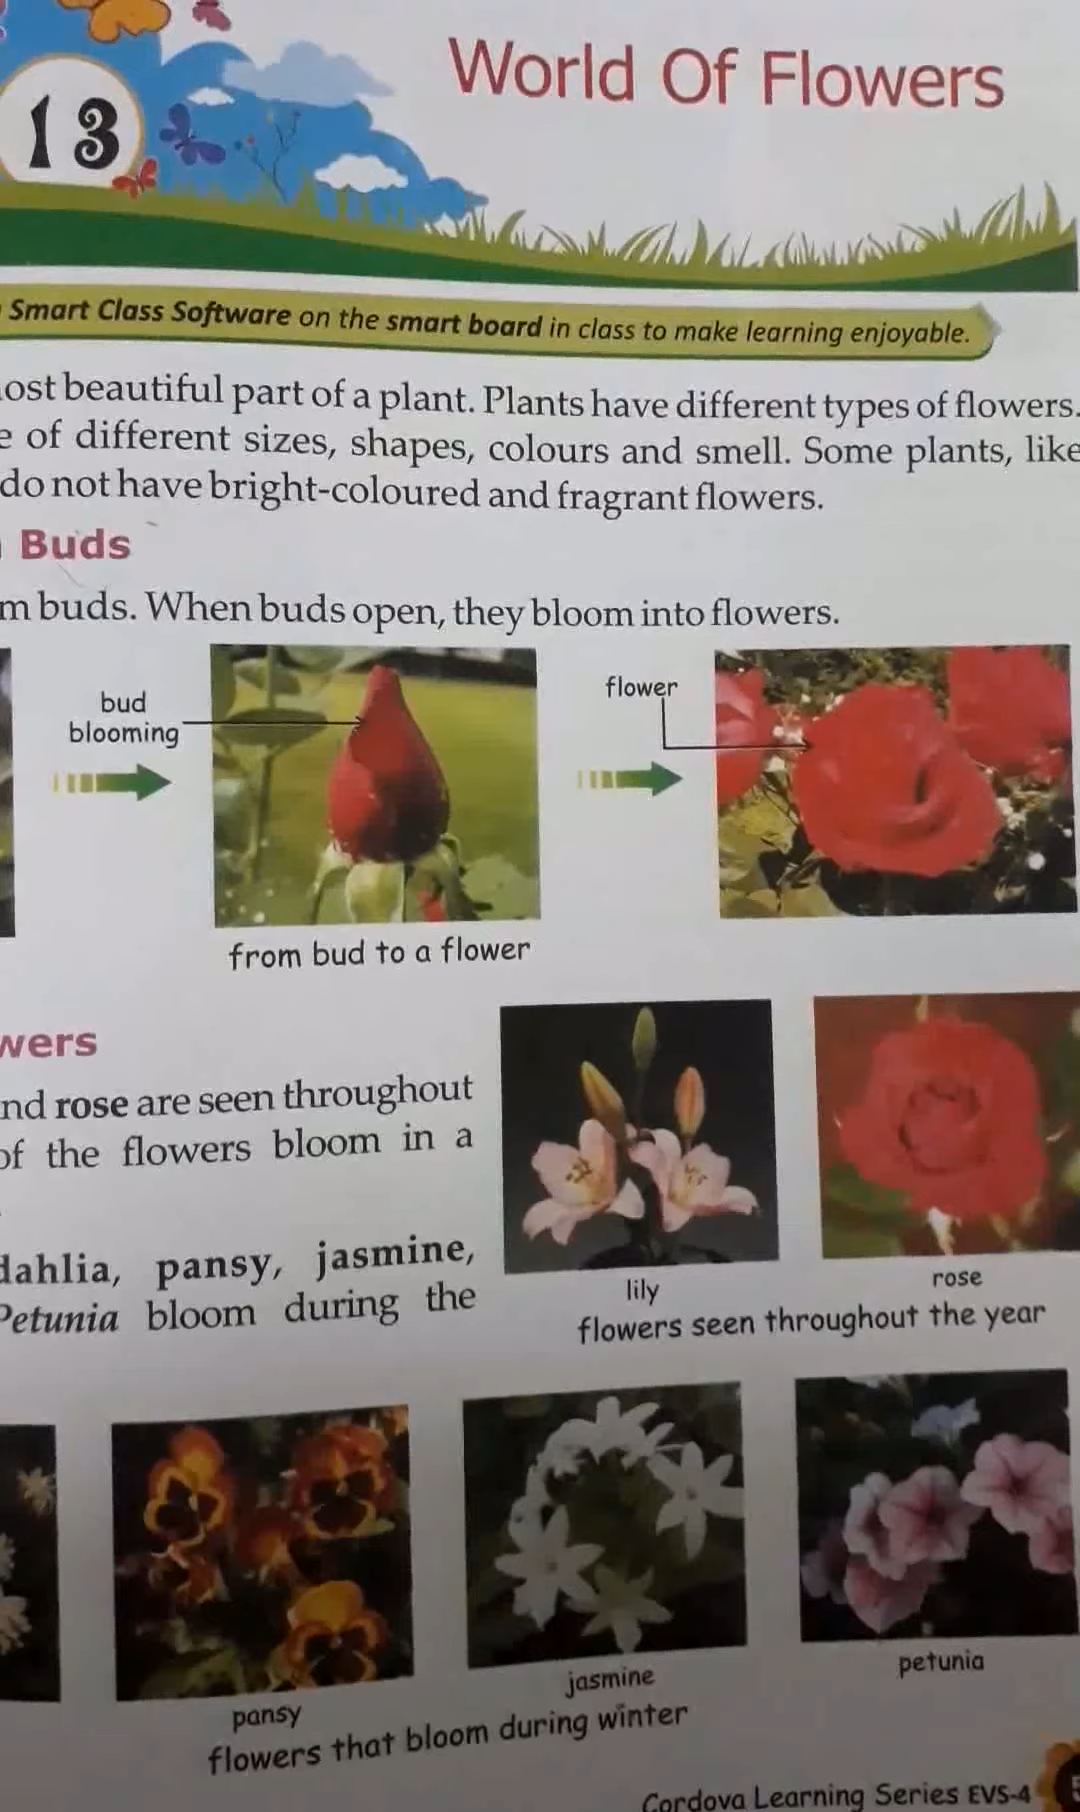 13
World Of Flowers
Smart Class Software on the smart board in class to make learning enjoyable.
beautiful part of a plant. Plants have different types of flowers.
of different sizes, shapes, colours and smell. Some plants, like
do not have bright-coloured and fragrant flowers.
Buds
buds. When buds open, they bloom into flowers.
bud
blooming
flower
from bud to a flower
rose are seen throughout
of the flowers bloom in a
dahlia, pansy, jasmine,
Petunia bloom during the
lily
rose
flowers seen throughout the year
pansy
jasmine
petunia
flowers that bloom during winter
Cordova Learning Series EVS-4